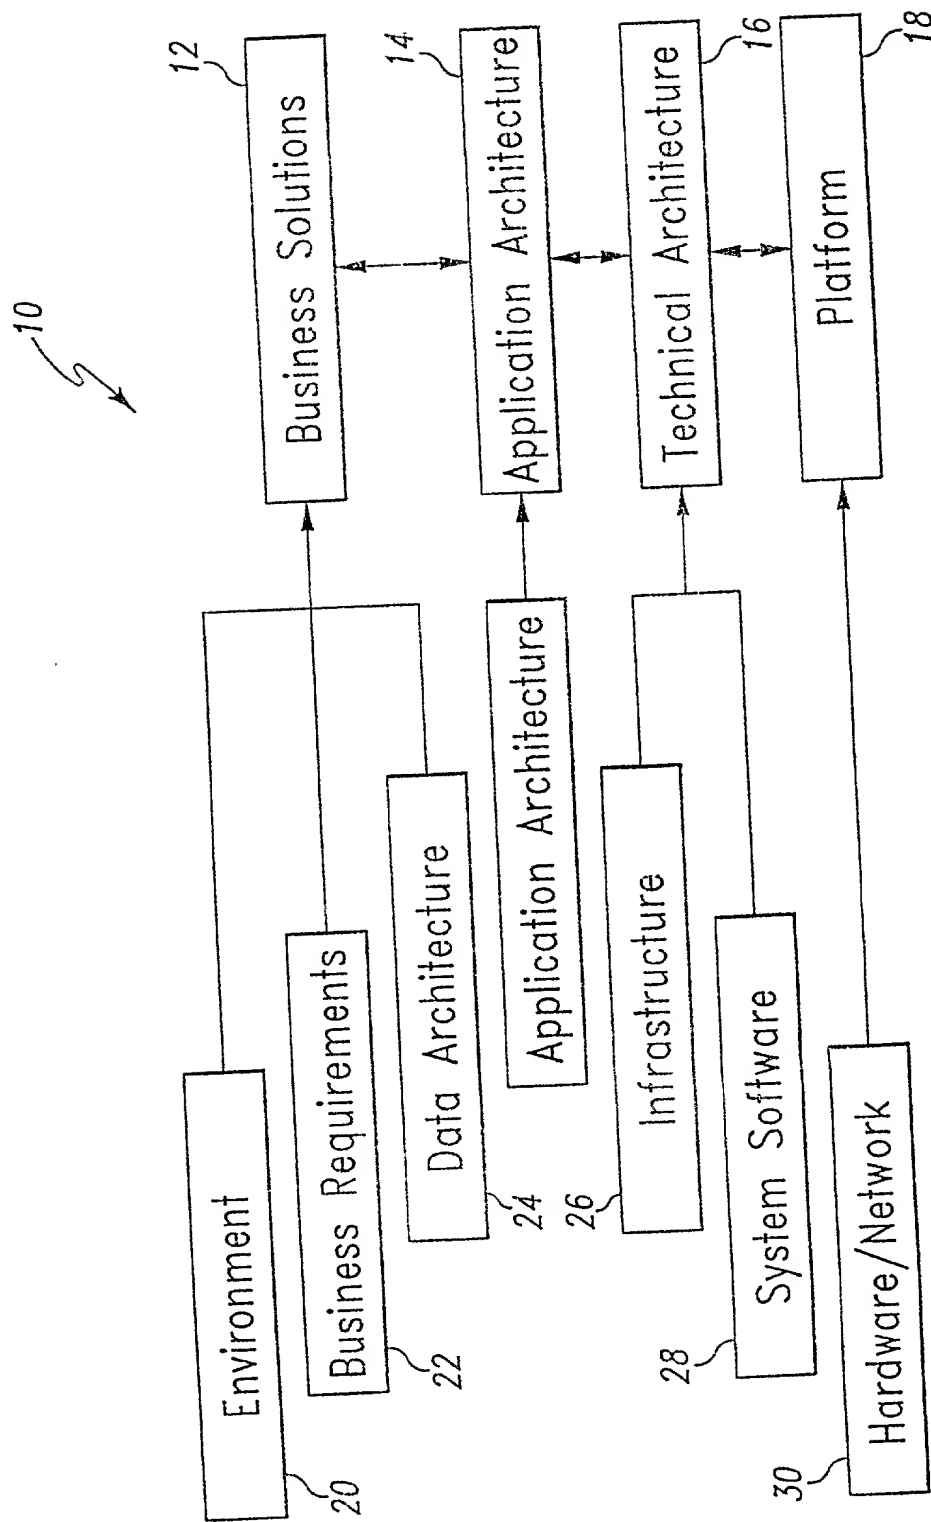 10
12
Business Solutions
14
Application Architecture
16
Technical Architecture
18
Platform
Environment
20
Business Requirements
22
Data Architecture
24
Application Architecture
Infrastructure
26
System Software
28
Hardware/Network
30